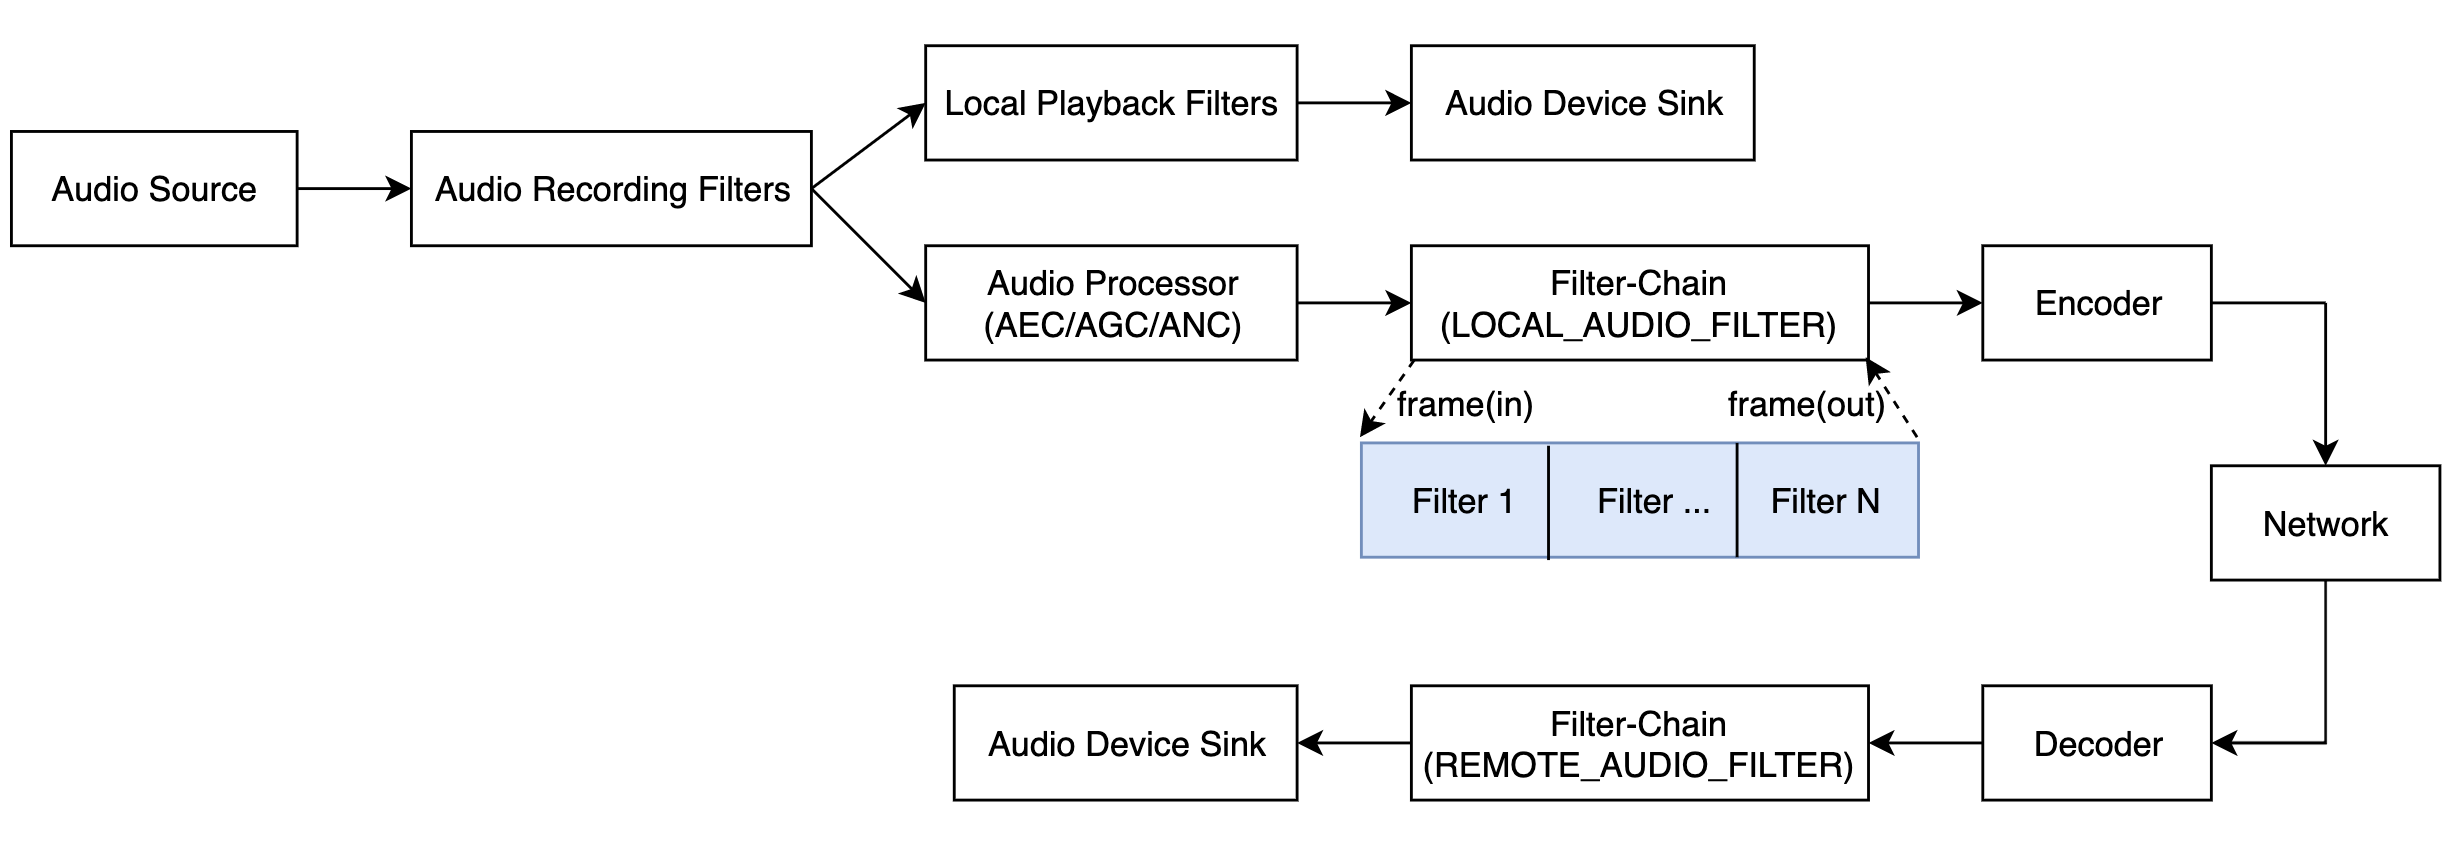 Local Playback Filters
Audio Device Sink
Audio Source
Audio Recording Filters
Audio Processor
(AEC/AGC/ANC)
Filter-Chain
(LOCAL_AUDIO_FILTER)
Encoder
frame(in)
frame(out)
Filter 1
Filter ...
Filter N
Network
Audio Device Sink
Filter-Chain
(REMOTE_AUDIO_FILTER)
Decoder